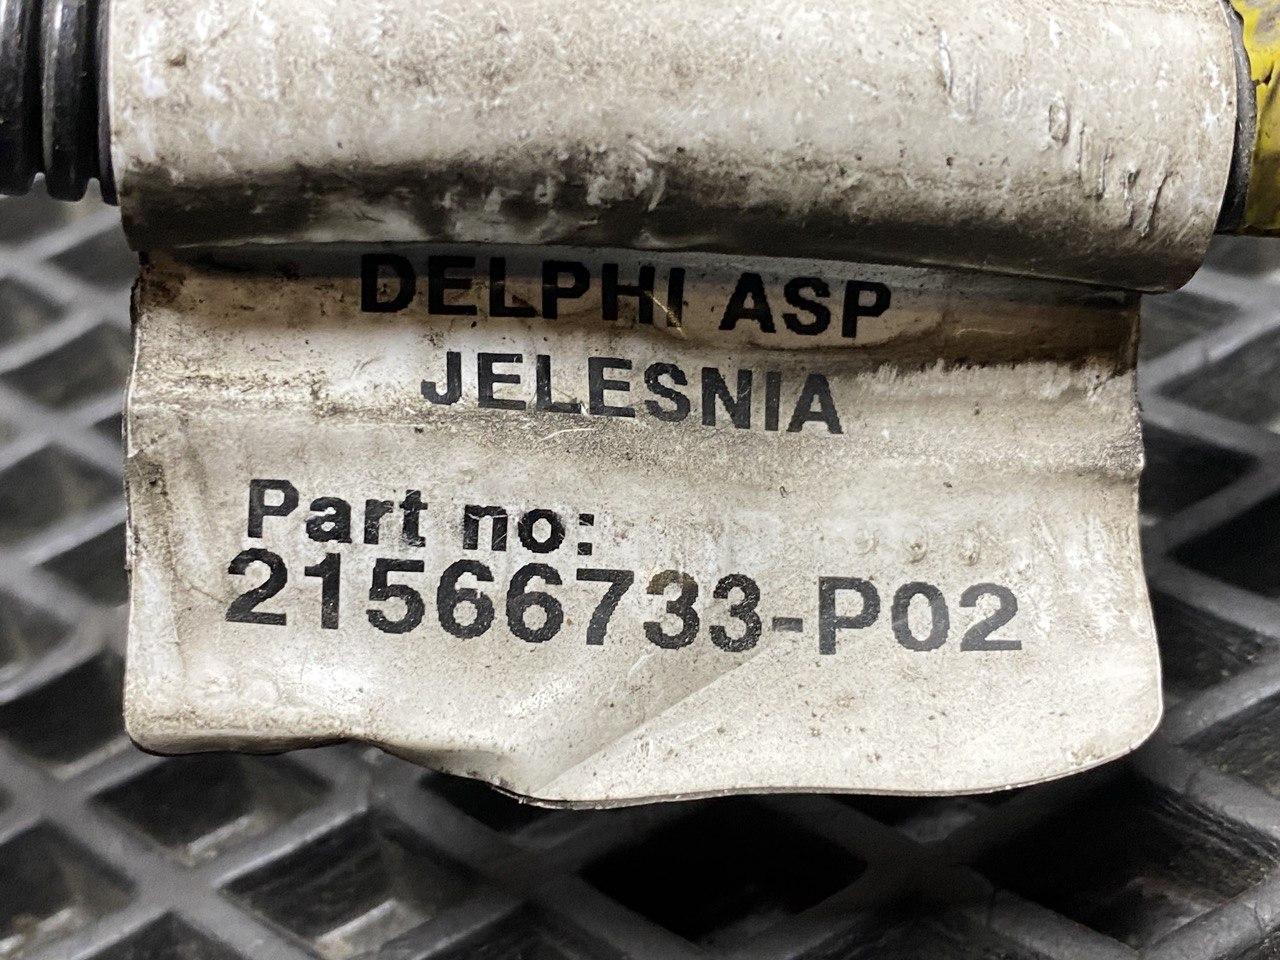 DELPHI ASP
JELESNIA
Part no:
21566733-P02